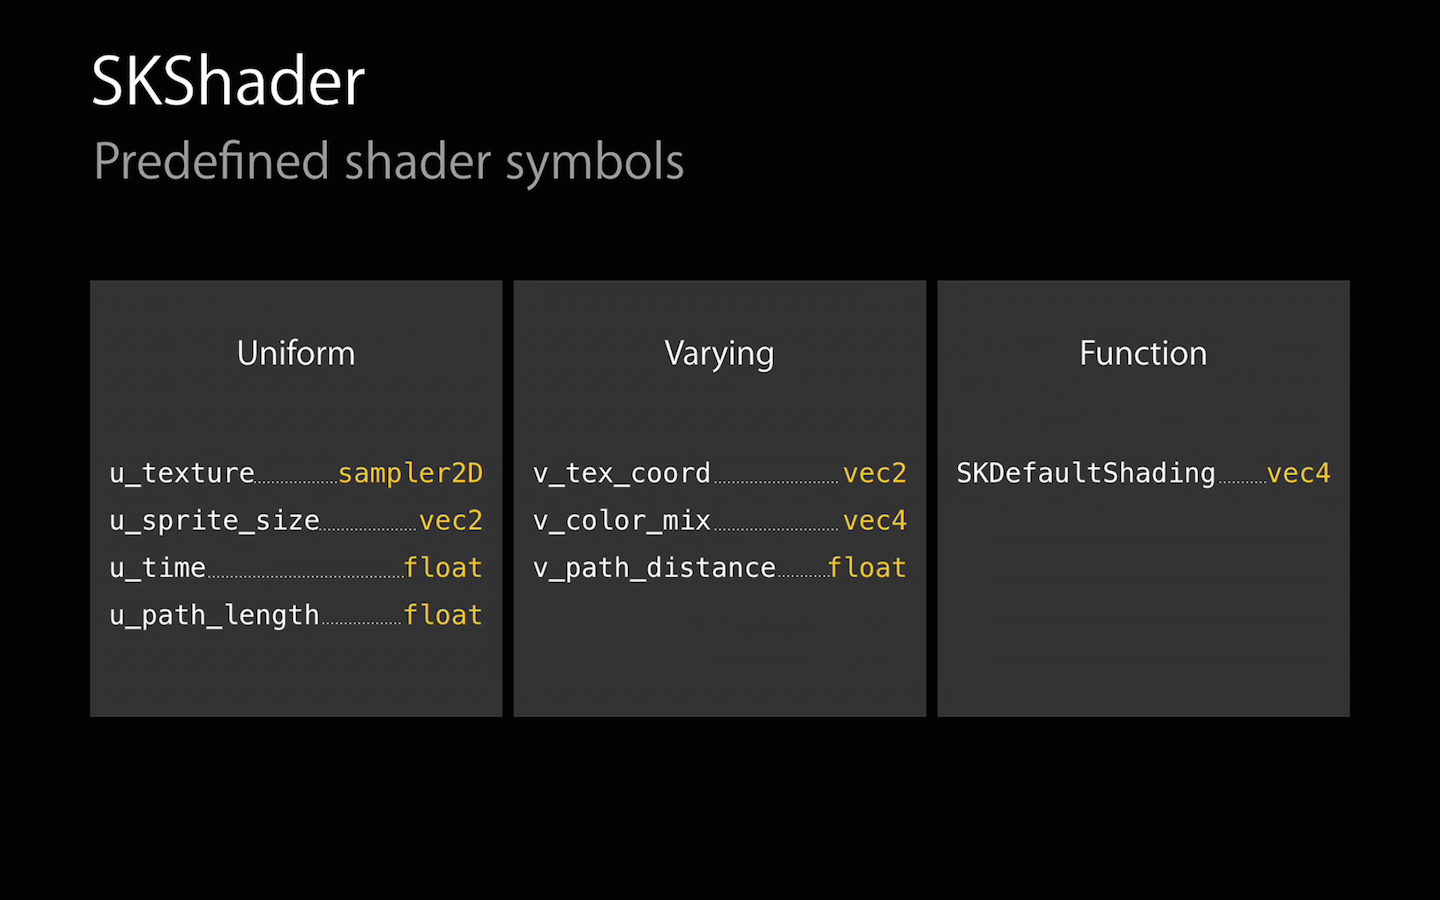 SKShader
Predefined shader symbols
Uniform
u_texture.................sampler2D
u_sprite_size....................vec2
u_time........................................float
u_path_length................float
Varying
v_tex_coord.........................vec2
v_color_mix.........................vec4
v_path_distance...........float
Function
SKDefaultShading..........vec4